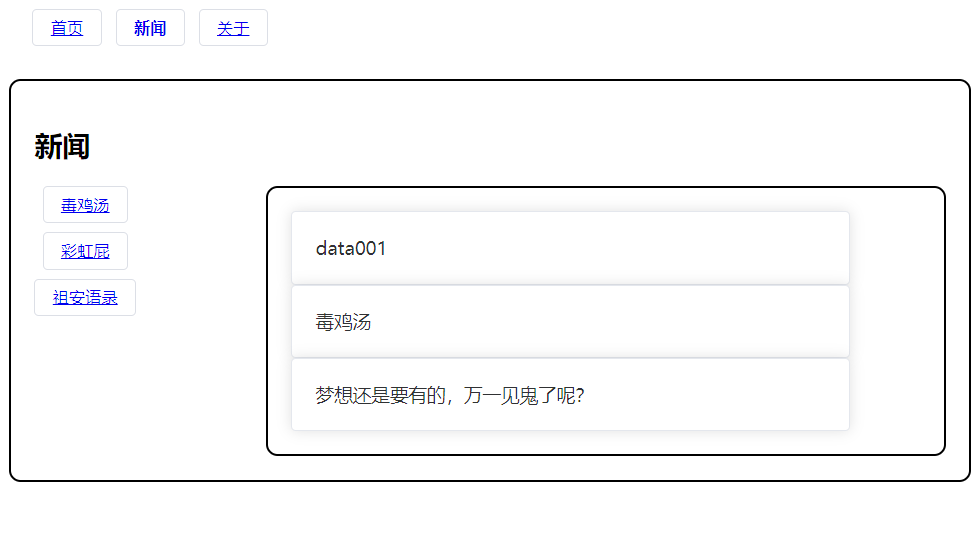 首页 新闻 关于
新闻
毒鸡汤
彩虹屁
祖安语录
data001
毒鸡汤
梦想还是要有的，万一见鬼了呢？